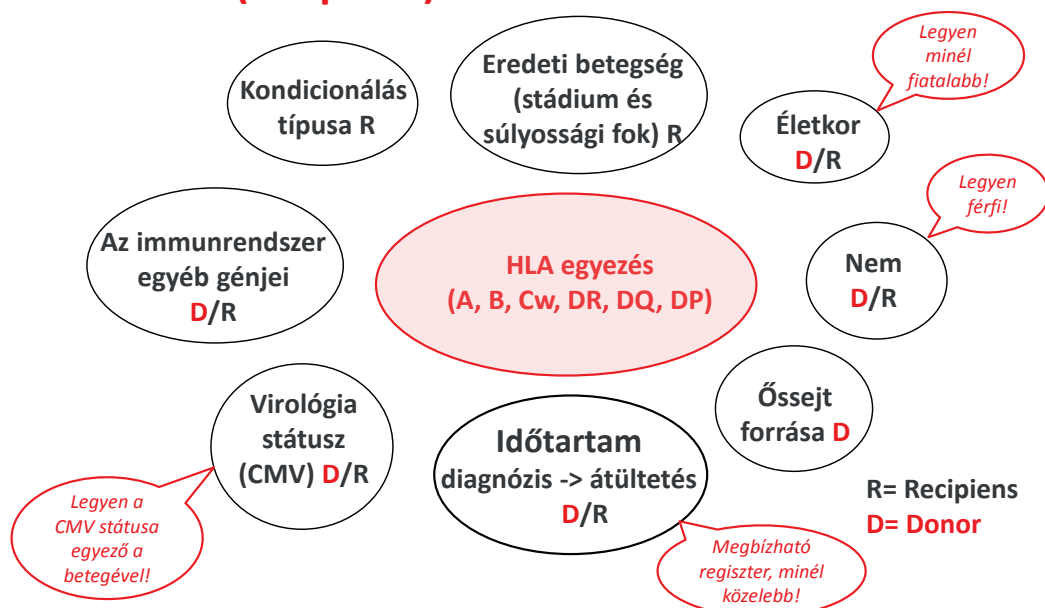 Kondicionálás
típusa R
Eredeti betegség
(stádium és
súlyossági fok) R
Legyen
minél
fiatalabb!
Életkor
D/R
Legyen
férfi!
Az immunrendszer
egyéb génjei
D/R
HLA egyezés
(A, B, Cw, DR, DQ, DP)
Nem
D/R
Virológia
státusz
(CMV) D/R
Időtartam
diagnózis -> átültetés
D/R
Őssejt
forrása D
Legyen a
CMV státusa
egyező a
betegével!
Megbízható
regiszter, minél
közelebb!
R= Recipiens
D= Donor